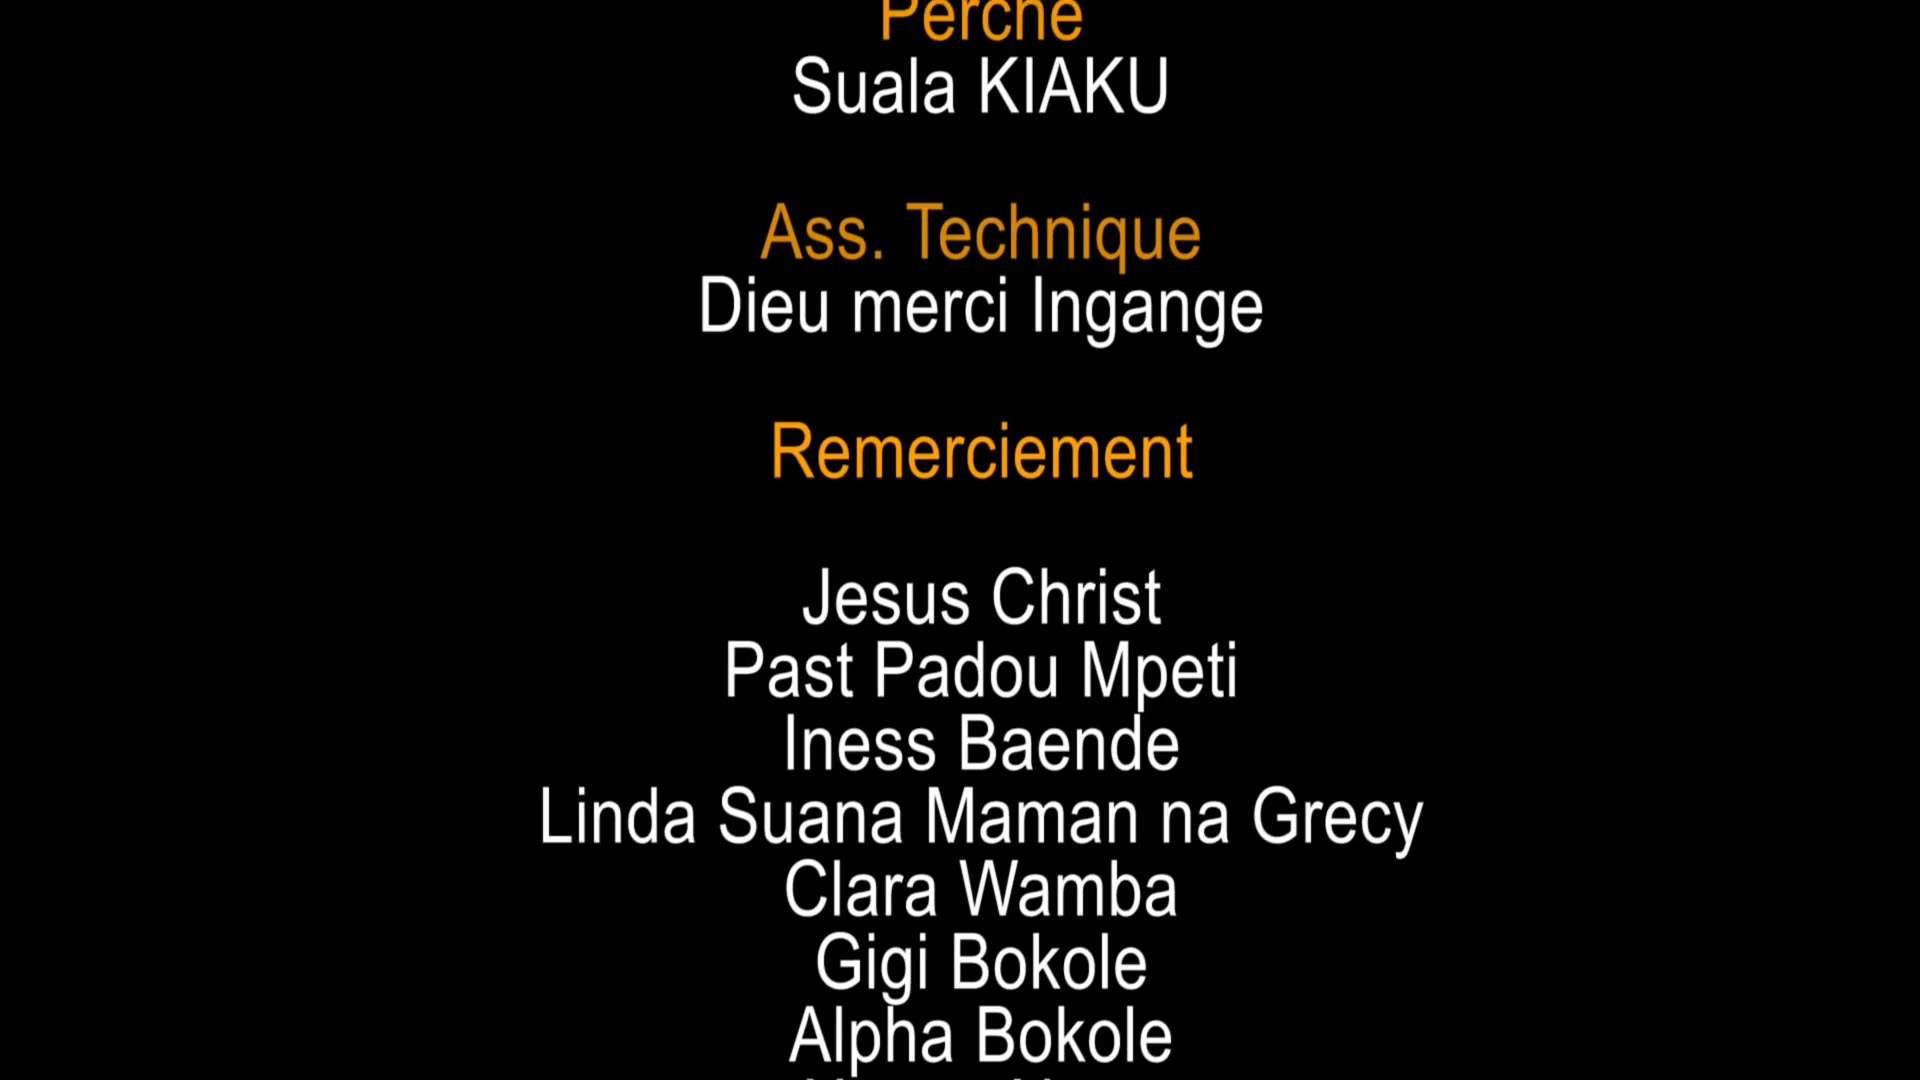 Perche
Suala KIAKU
Ass. Technique
Dieu merci Ingange
Remerciement
Jesus Christ
Past Padou Mpeti
Iness Baende
Linda Suana Maman na Grecy
Clara Wamba
Gigi Bokole
Alpha Bokole